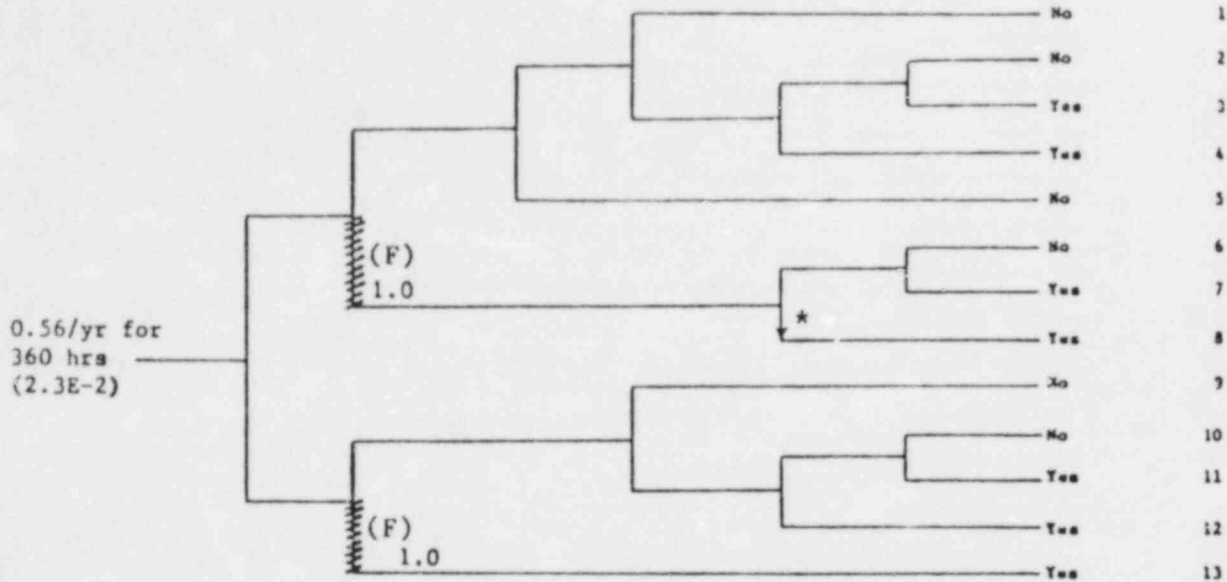 No 1
No 2
Yes 3
Yes 4
No 5
(F)
1.0
No 6
Yes 7
*
Yes 8
0.56/yr for
360 hrs
(2.3E-2)
No 9
No 10
Yes 11
(F)
1.0
Yes 12
Yes 13